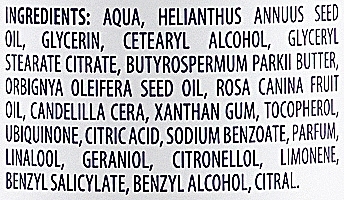 INGREDIENTS: AQUA, HELIANTHUS ANNUUS SEED
OIL, GLYCERIN, CETEARYL ALCOHOL, GLYCERYL
STEARATE CITRATE, BUTYROSPERMUM PARKII BUTTER,
ORBIGNYA OLEIFERA SEED OIL, ROSA CANINA FRUIT
OIL, CANDELILLA CERA, XANTHAN GUM, TOCOPHEROL,
UBIQUINONE, CITRIC ACID, SODIUM BENZOATE, PARFUM,
LINALOOL, GERANIOL, CITRONELLOL, LIMONENE,
BENZYL SALICYLATE, BENZYL ALCOHOL, CITRAL.